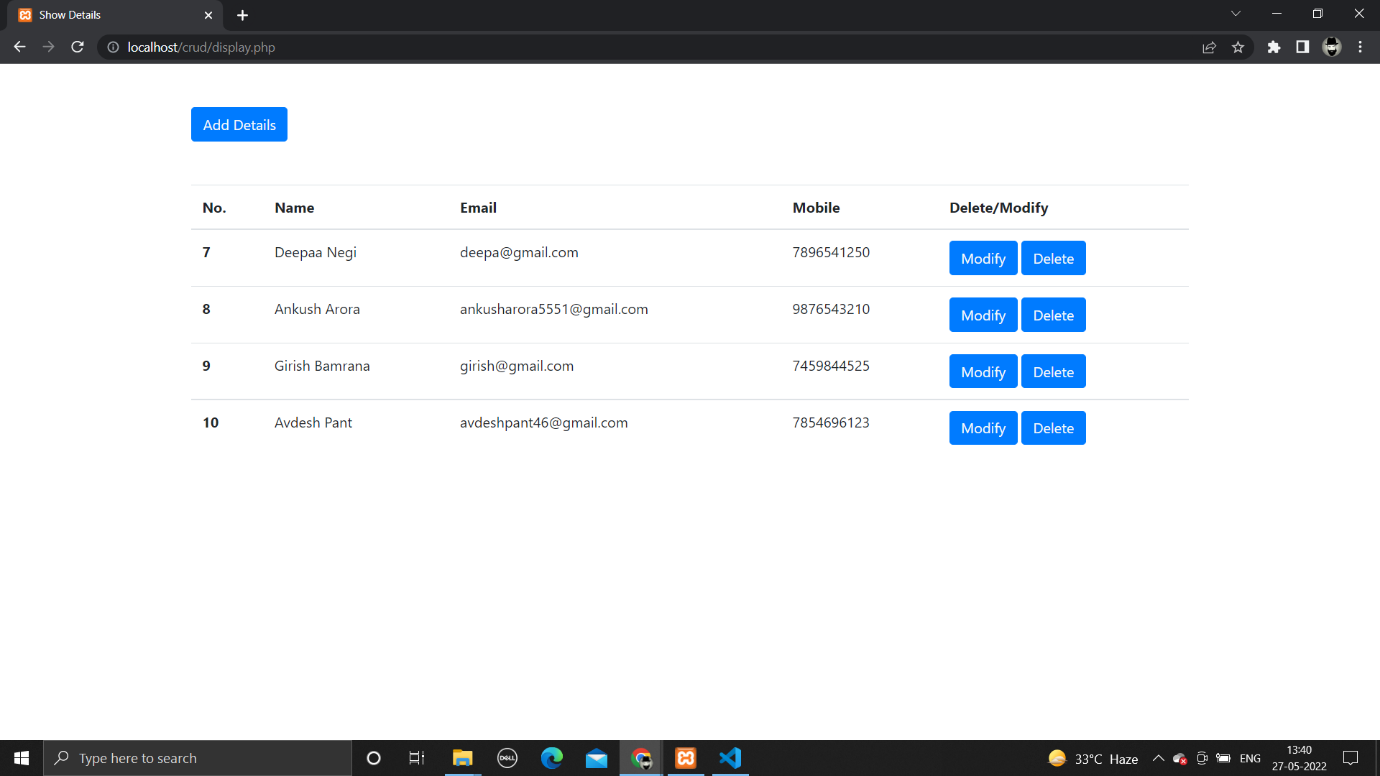 Show Details
localhost/crud/display.php
Add Details
No. Name Email Mobile Delete/Modify
7 Deepaa Negi deepa@gmail.com 7896541250 Modify Delete
8 Ankush Arora ankusharora5551@gmail.com 9876543210 Modify Delete
9 Girish Bamrana girish@gmail.com 7459844525 Modify Delete
10 Avdesh Pant avdeshpant46@gmail.com 7854696123 Modify Delete
Type here to search DELL 33°C Haze ENG 13:40
27-05-2022